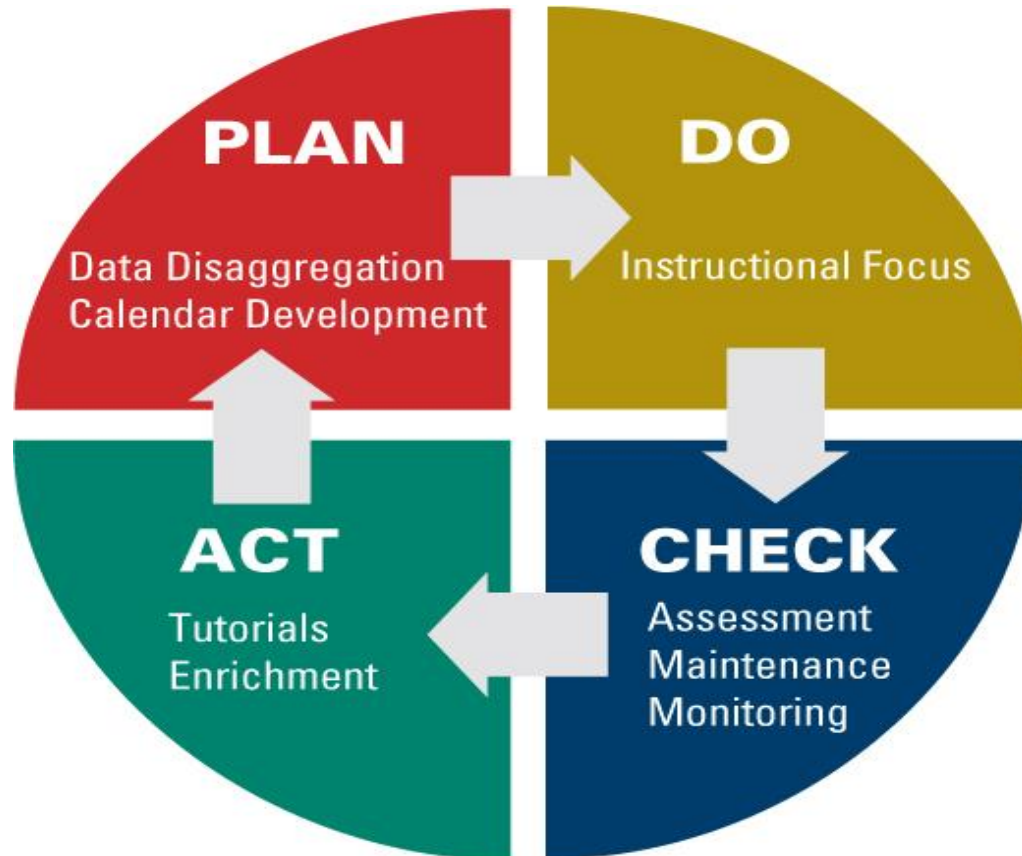 PLAN
Data Disaggregation
Calendar Development
DO
Instructional Focus
ACT
Tutorials
Enrichment
CHECK
Assessment
Maintenance
Monitoring